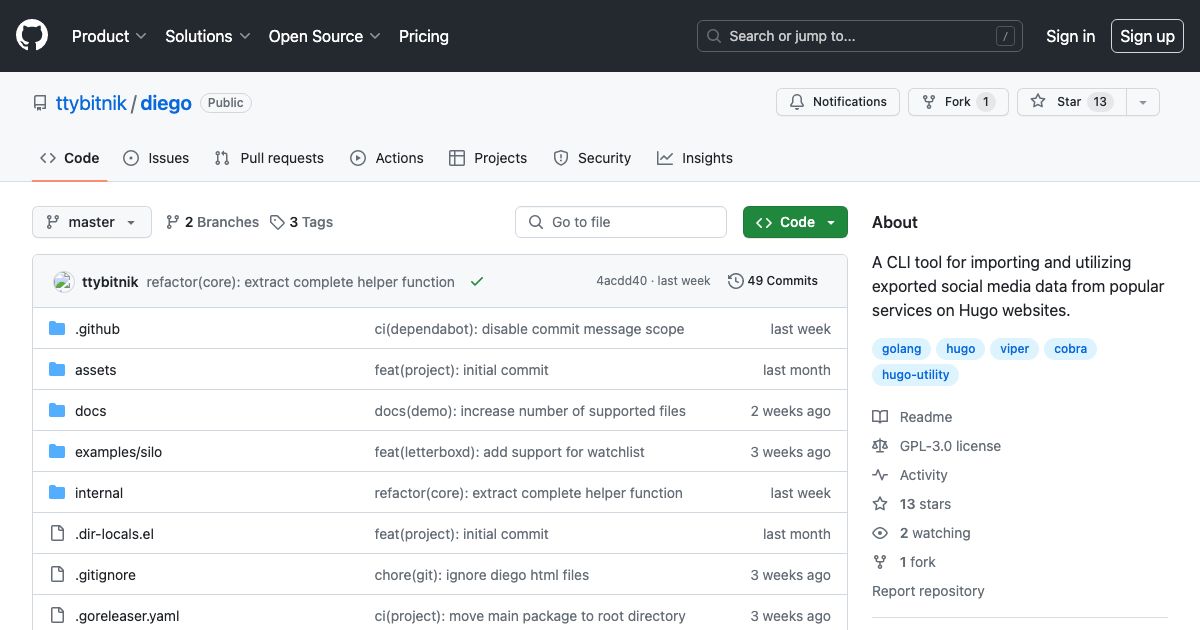 Product Solutions Open Source Pricing Search or jump to... / Sign in Sign up
ttybitnik / diego Public Notifications Fork 1 Star 13
Code Issues Pull requests Actions Projects Security Insights
master 2 Branches 3 Tags Go to file Code
ttybitnik refactor(core): extract complete helper function 4acdd40 · last week 49 Commits
.github ci(dependabot): disable commit message scope last week
assets feat(project): initial commit last month
docs docs(demo): increase number of supported files 2 weeks ago
examples/silo feat(letterboxd): add support for watchlist 3 weeks ago
internal refactor(core): extract complete helper function last week
.dir-locals.el feat(project): initial commit last month
.gitignore chore(git): ignore diego html files 3 weeks ago
.goreleaser.yaml ci(project): move main package to root directory 3 weeks ago
About
A CLI tool for importing and utilizing
exported social media data from popular
services on Hugo websites.
golang hugo viper cobra
hugo-utility
Readme
GPL-3.0 license
Activity
13 stars
2 watching
1 fork
Report repository